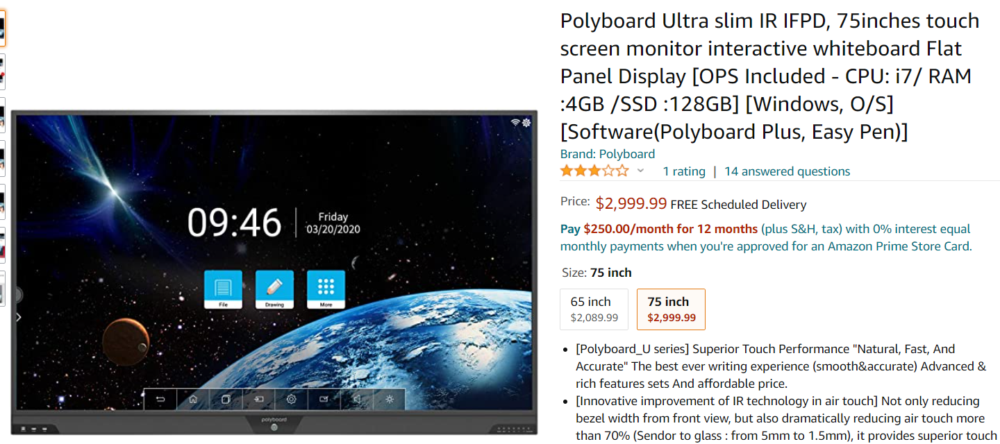 Polyboard Ultra slim IR IFPD, 75inches touch
screen monitor interactive whiteboard Flat
Panel Display [OPS Included - CPU: i7/ RAM
:4GB /SSD :128GB] [Windows, O/S]
[Software(Polyboard Plus, Easy Pen)]
Brand: Polyboard
1 rating | 14 answered questions
Price: $2,999.99 FREE Scheduled Delivery
Pay $250.00/month for 12 months (plus S&H, tax) with 0% interest equal
monthly payments when you're approved for an Amazon Prime Store Card.
Size: 75 inch
65 inch
$2,089.99
75 inch
$2,999.99
• [Polyboard_U series] Superior Touch Performance "Natural, Fast, And
Accurate" The best ever writing experience (smooth&accurate) Advanced &
rich features sets And affordable price.
• [Innovative improvement of IR technology in air touch] Not only reducing
bezel width from front view, but also dramatically reducing air touch more
than 70% (Sendor to glass : from 5mm to 1.5mm), it provides superior touch
09:46
Friday
03/20/2020
File
Drawing
More
polyboard